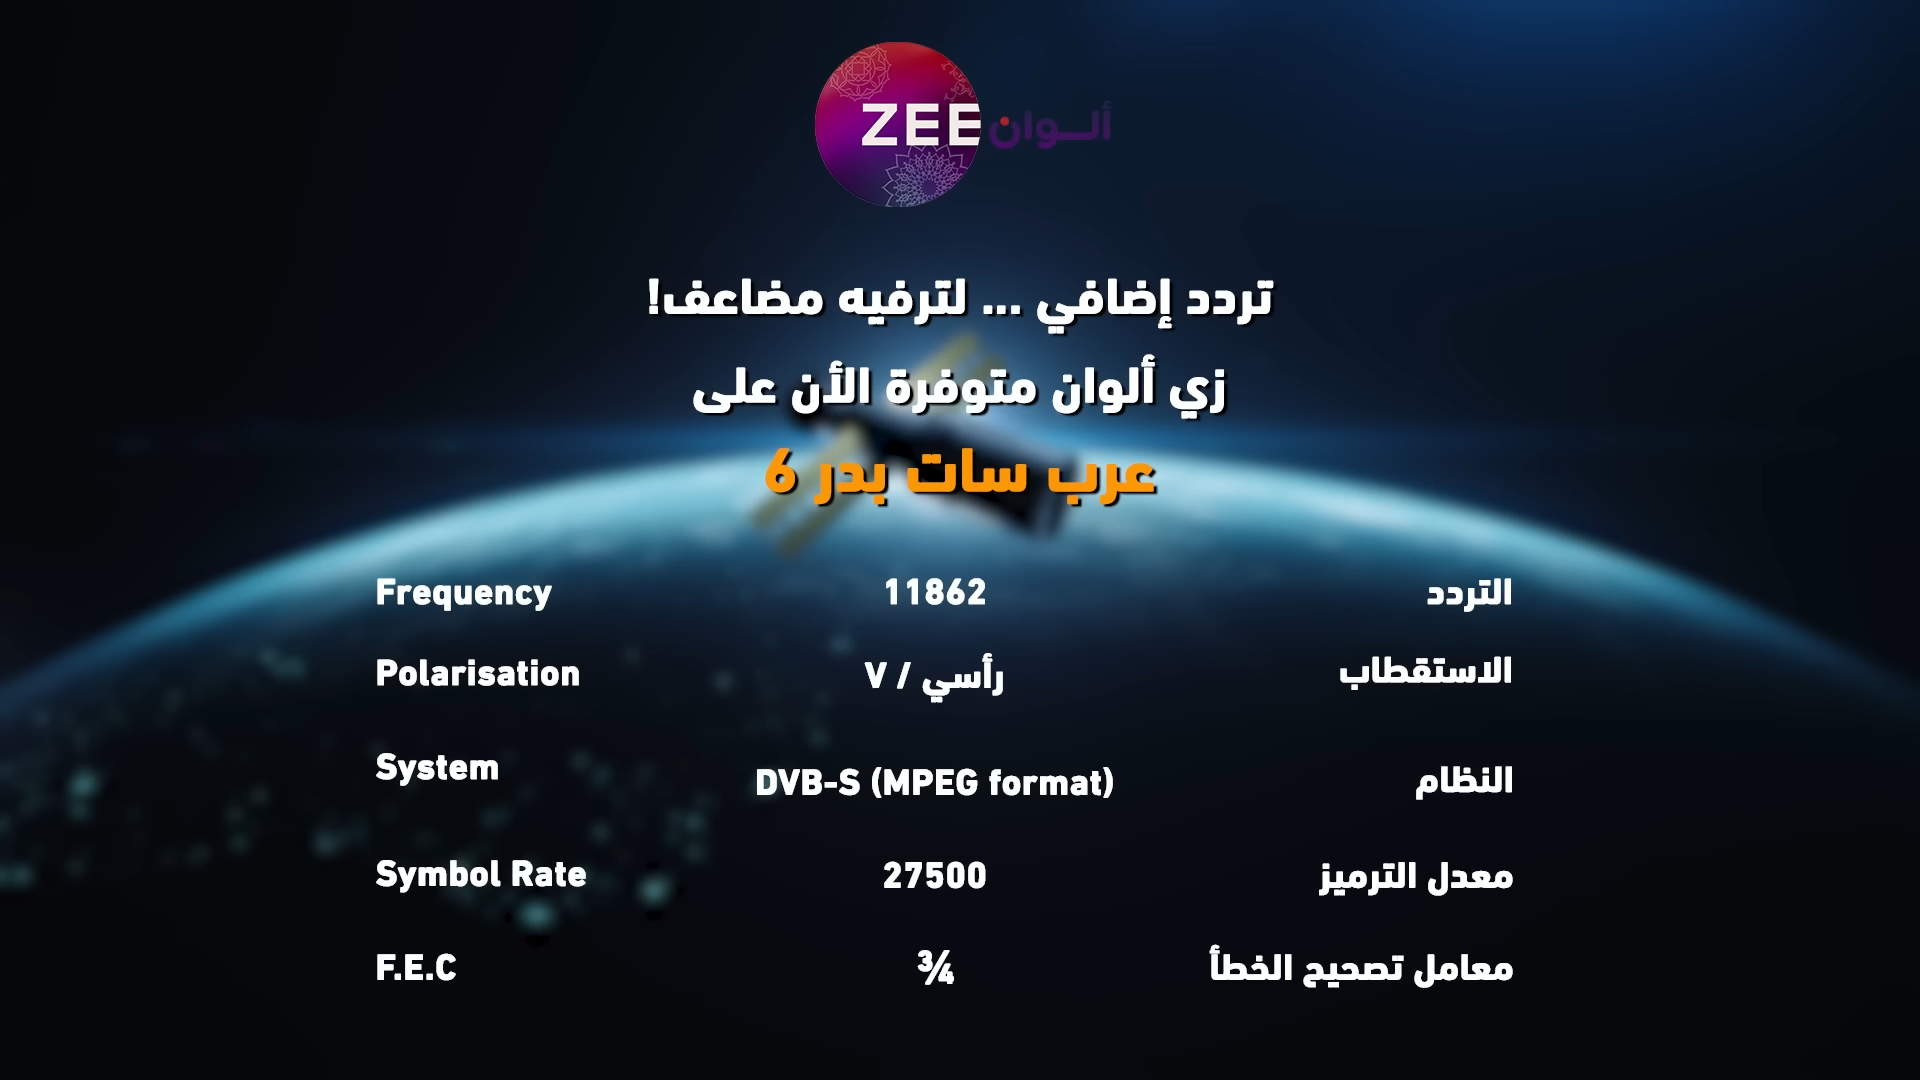 ZEE ألوان
تردد إضافي ... لترفيه مضاعف!
زي ألوان متوفرة الأن على
عرب سات بدر 6
Frequency 11862 التردد
Polarisation رأسي / V الاستقطاب
System DVB-S (MPEG format) النظام
Symbol Rate 27500 معدل الترميز
F.E.C ¾ معامل تصحيح الخطأ